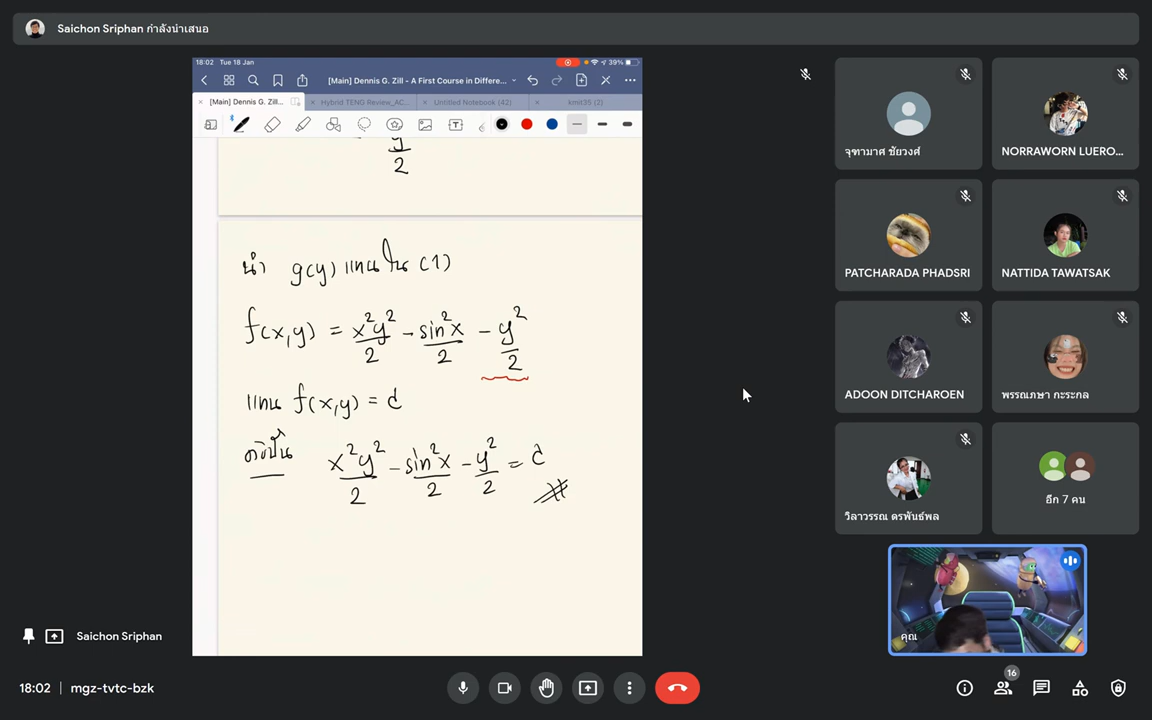 Saichon Sriphan กำลังนำเสนอ
18:02 Tue 18 Jan
39%
[Main] Dennis G. Zill - A First Course in Differe...
[Main] Dennis G. Zill...
Hybrid TENG Review_AC...
Untitled Notebook (42)
kmit35 (2)
y/2
นำ g(y) แทนใน (1)
f(x,y) = x²y²/2 - sin²x/2 - y²/2
แทน f(x,y) = c
ดังนั้น x²y²/2 - sin²x/2 - y²/2 = c
จุฑามาศ ชัยวงศ์
NORRAWORN LUERO...
PATCHARADA PHADSRI
NATTIDA TAWATSAK
ADOON DITCHAROEN
พรรณภษา กะระกล
วิลาวรรณ ดรพันธ์พล
อีก 7 คน
คุณ
Saichon Sriphan
18:02 | mgz-tvtc-bzk
16